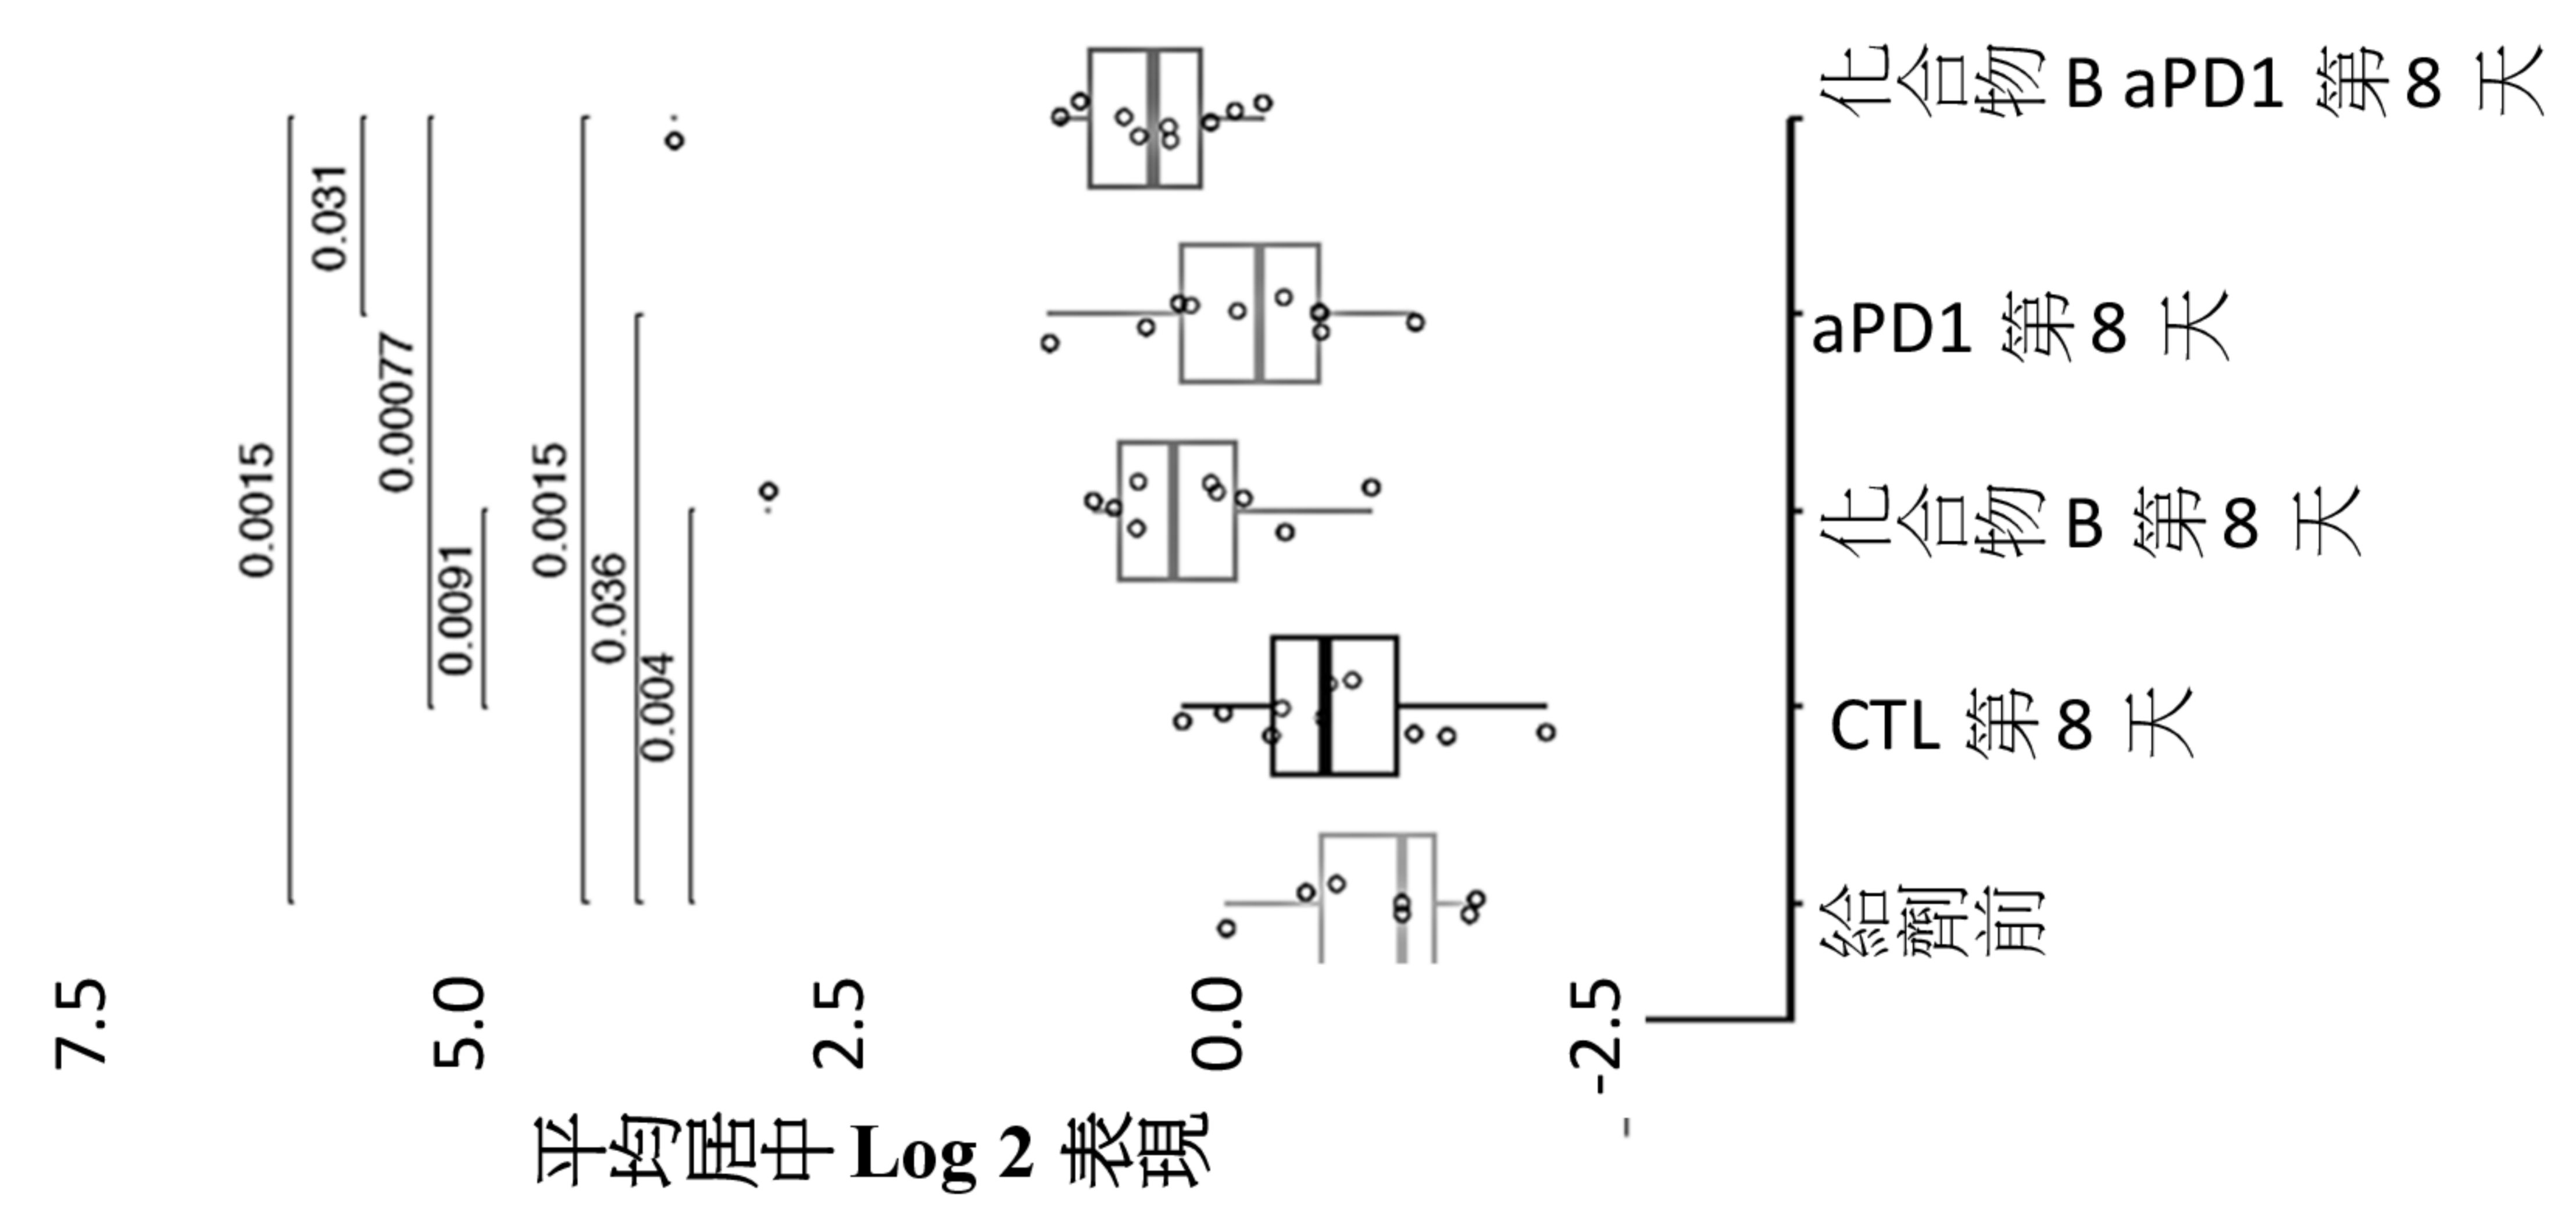 平均居中 Log 2 表現
7.5
5.0
2.5
0.0
-2.5
0.0015
0.031
0.00077
0.0091
0.0015
0.036
0.004
給劑前
CTL 第 8 天
化合物 B 第 8 天
aPD1 第 8 天
化合物 B aPD1 第 8 天